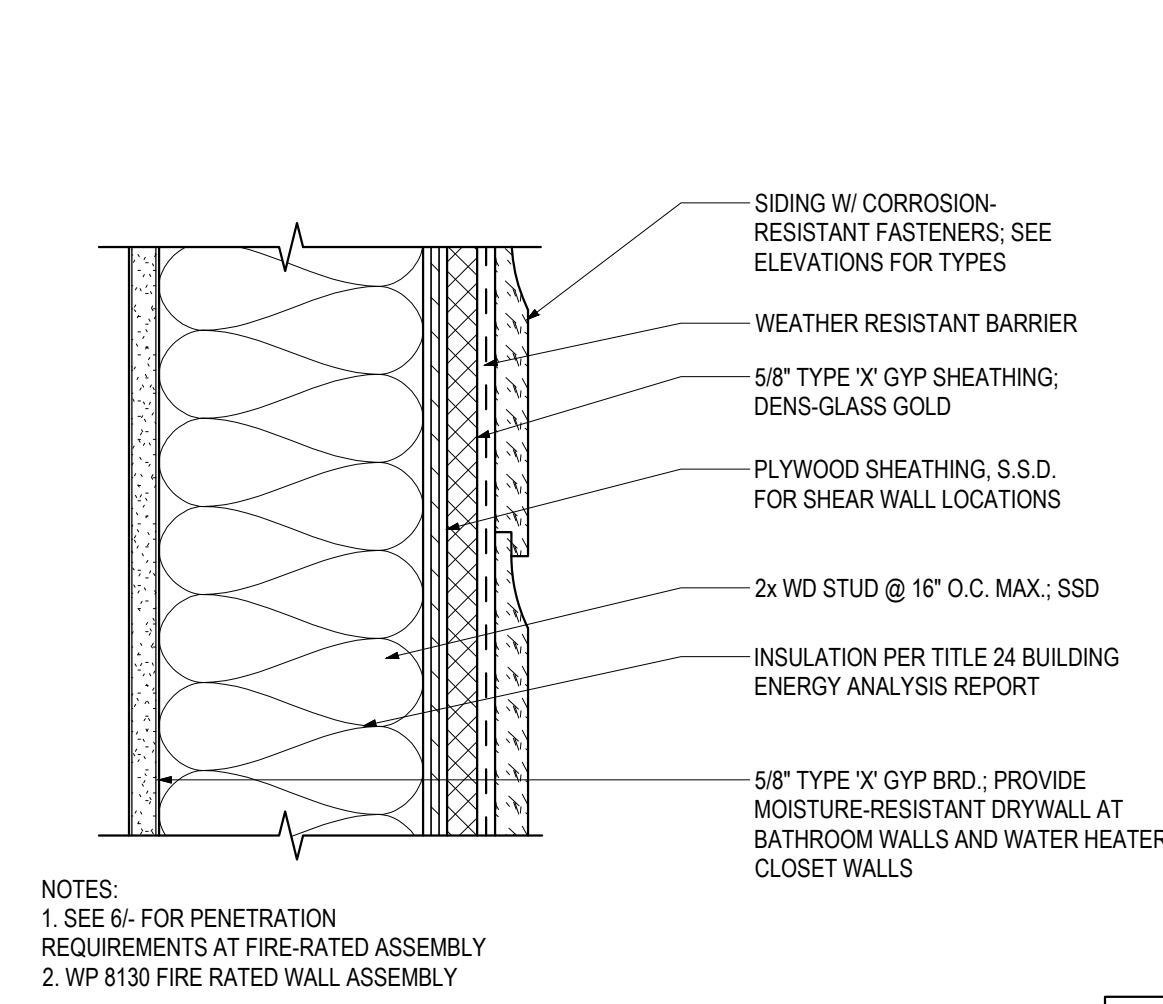 SIDING W/ CORROSION-
RESISTANT FASTENERS; SEE
ELEVATIONS FOR TYPES
WEATHER RESISTANT BARRIER
5/8" TYPE 'X' GYP SHEATHING;
DENS-GLASS GOLD
PLYWOOD SHEATHING, S.S.D.
FOR SHEAR WALL LOCATIONS
2x WD STUD @ 16" O.C. MAX.; SSD
INSULATION PER TITLE 24 BUILDING
ENERGY ANALYSIS REPORT
5/8" TYPE 'X' GYP BRD.; PROVIDE
MOISTURE-RESISTANT DRYWALL AT
BATHROOM WALLS AND WATER HEATER
CLOSET WALLS
NOTES:
1. SEE 6/- FOR PENETRATION
REQUIREMENTS AT FIRE-RATED ASSEMBLY
2. WP 8130 FIRE RATED WALL ASSEMBLY